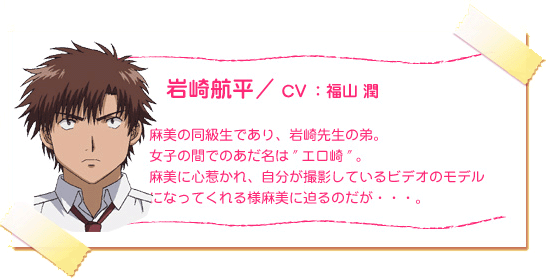 岩崎航平／ CV ：福山 潤
麻美の同級生であり、岩崎先生の弟。
女子の間でのあだ名は”エロ崎”。
麻美に心惹かれ、自分が撮影しているビデオのモデル
になってくれる様麻美に迫るのだが・・・。